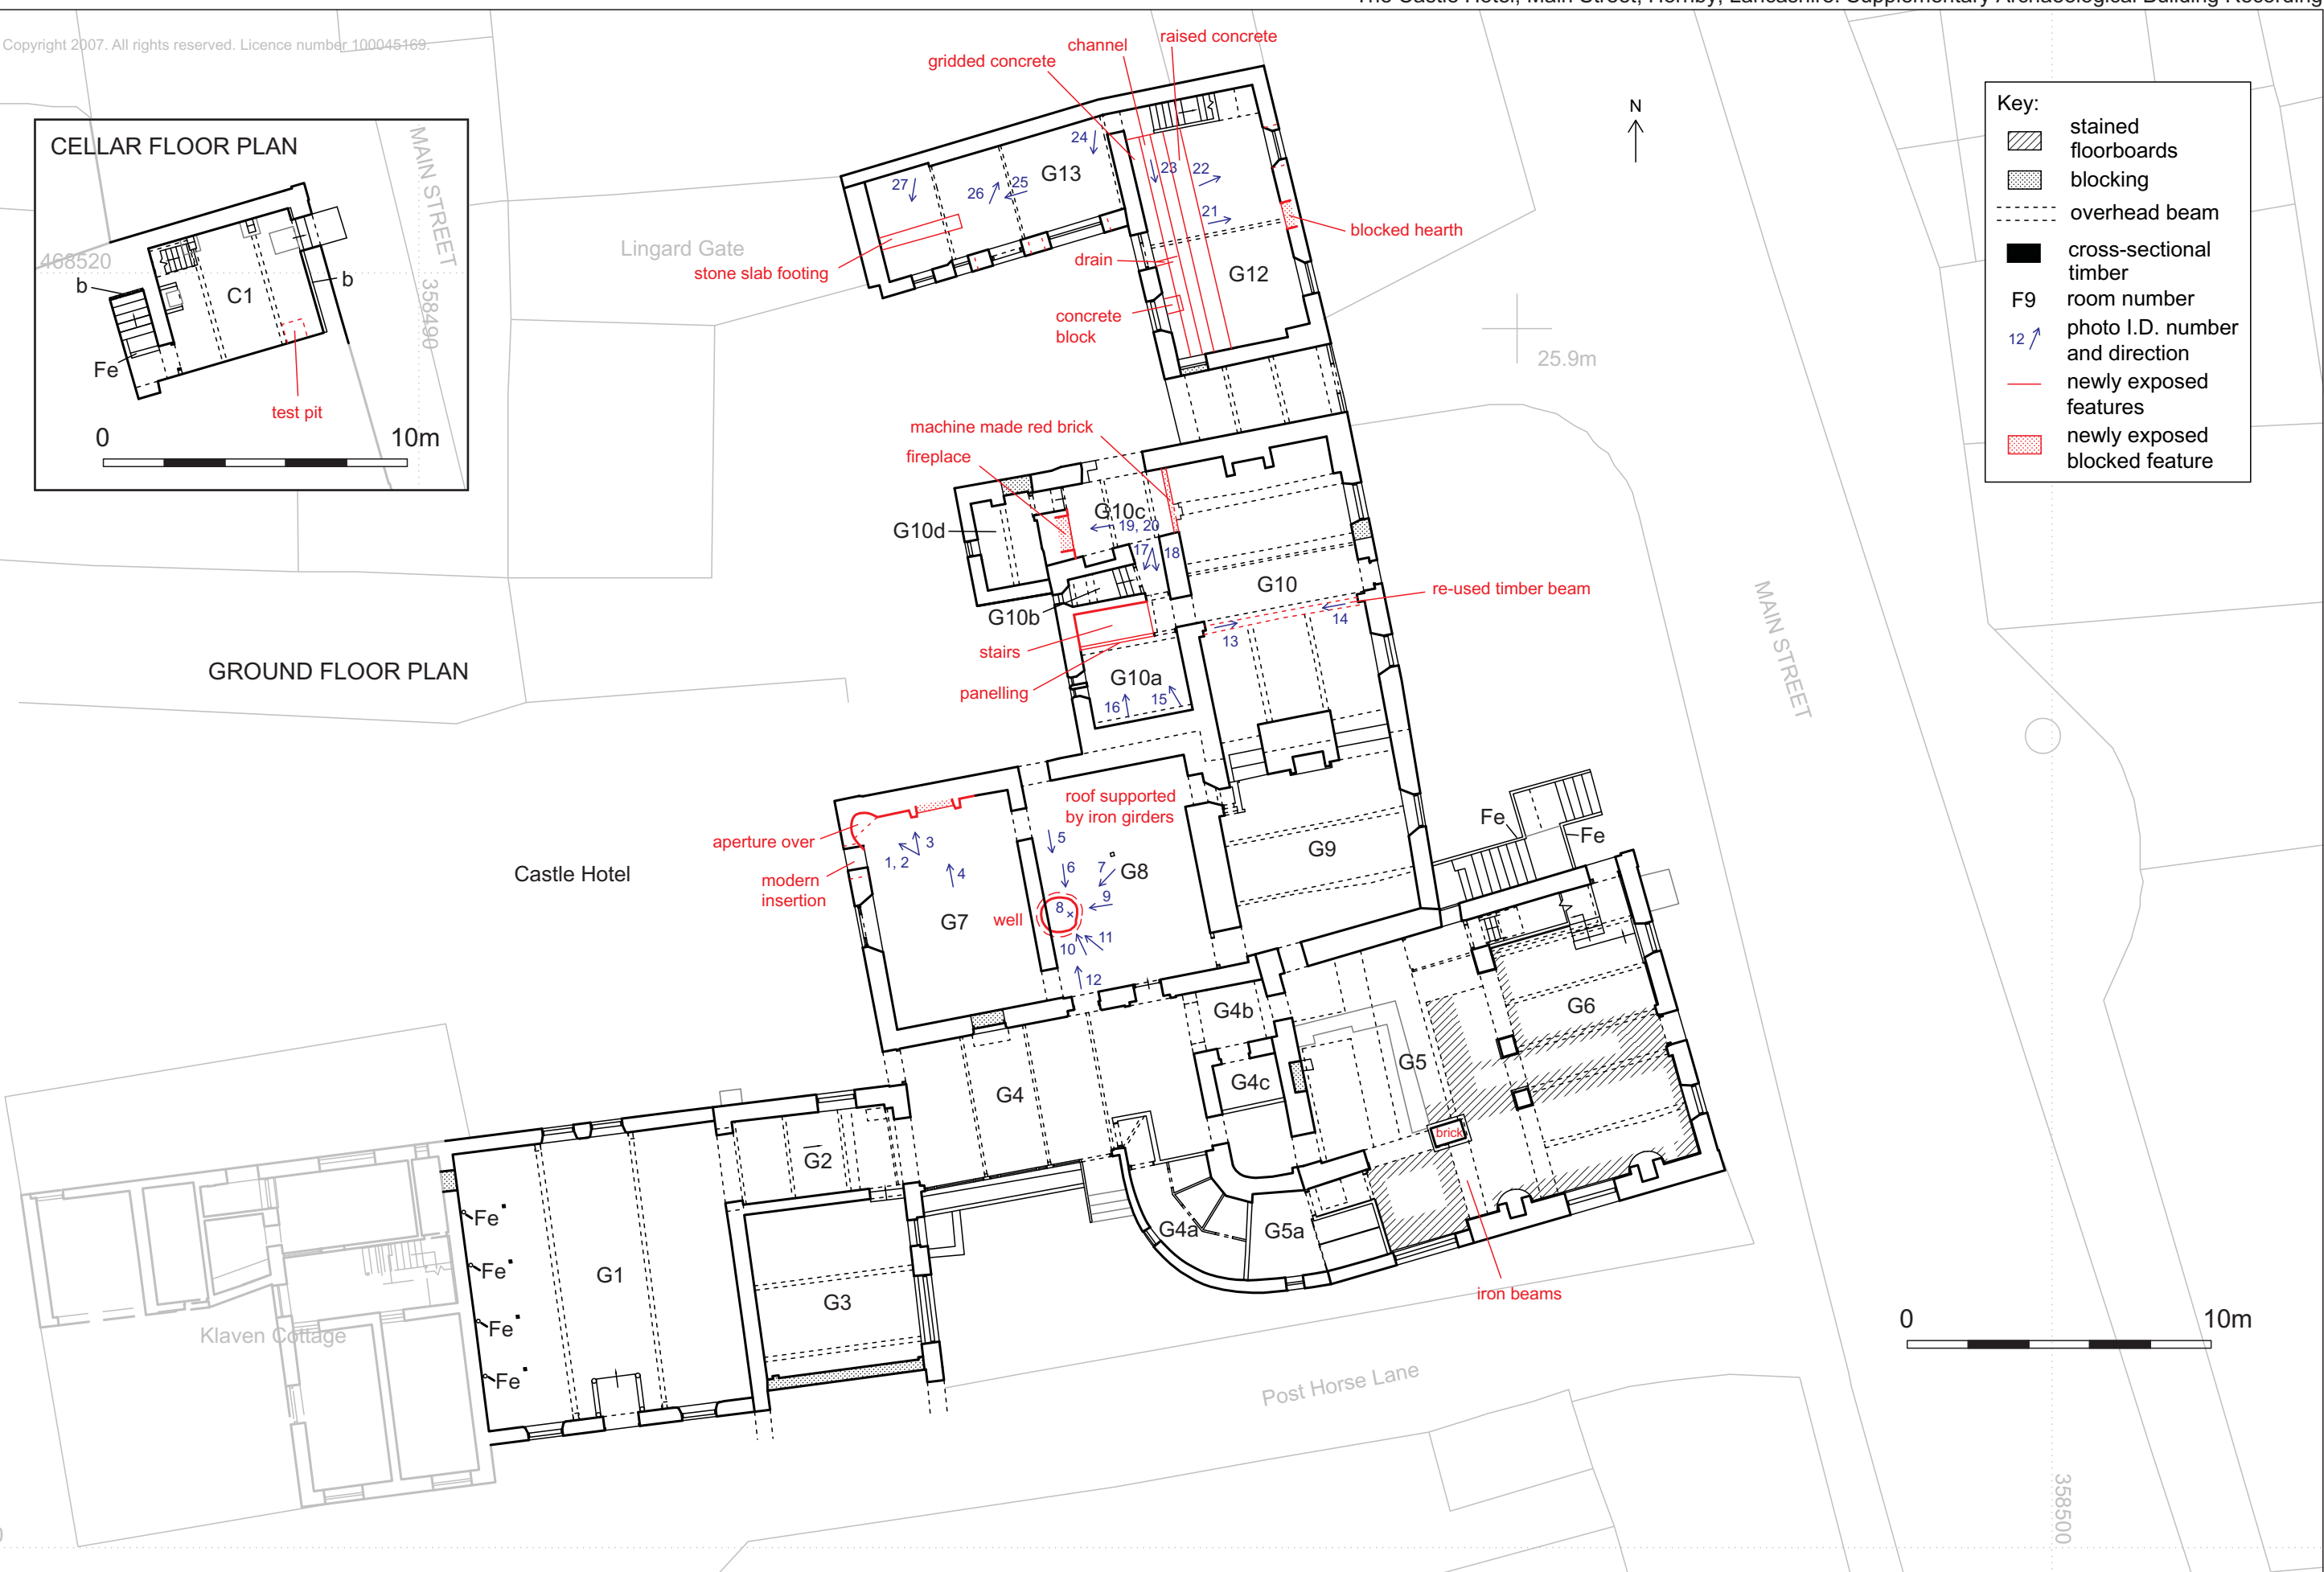 The Castle Hotel, Main Street, Hornby, Lancashire: Supplementary Archaeological Building Recording
Copyright 2007. All rights reserved. Licence number 100045169.
CELLAR FLOOR PLAN
MAIN STREET
468520
358490
b
b
C1
Fe
test pit
0
10m
GROUND FLOOR PLAN
Lingard Gate
gridded concrete
channel
raised concrete
N
24
G13
27
26
25
23
22
21
stone slab footing
blocked hearth
drain
G12
concrete
block
25.9m
machine made red brick
fireplace
G10c
G10d
19, 20
17
18
G10
G10b
re-used timber beam
14
13
stairs
G10a
panelling
16
15
MAIN STREET
roof supported
by iron girders
aperture over
1, 2
3
4
5
6
7
G8
modern
insertion
Castle Hotel
G7
well
8
9
10
11
12
G9
Fe
Fe
G4b
G6
G5
G4c
G4
brick
G2
G4a
G5a
G1
G3
Fe
Fe
Fe
Fe
iron beams
Klaven Cottage
Post Horse Lane
0
10m
358500
Key:
stained
floorboards
blocking
overhead beam
cross-sectional
timber
F9
room number
12
photo I.D. number
and direction
newly exposed
features
newly exposed
blocked feature